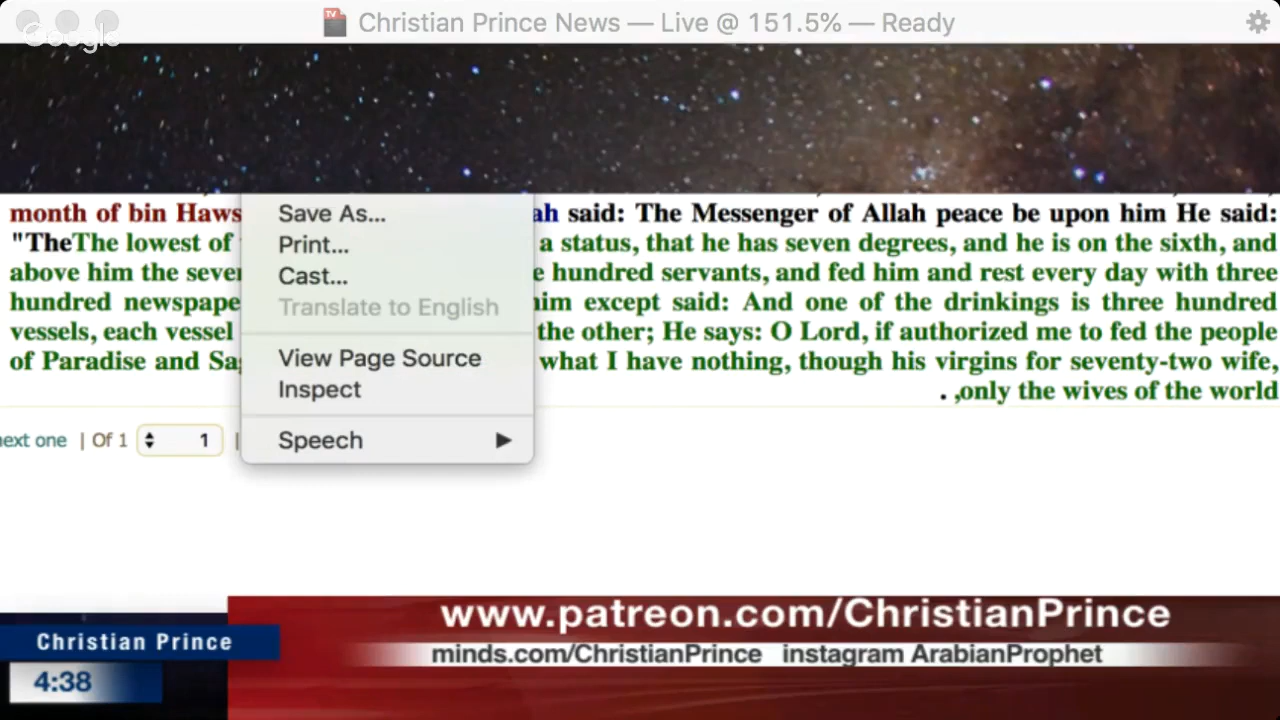 Christian Prince News — Live @ 151.5% — Ready
Google
month of bin Haws
ah said: The Messenger of Allah peace be upon him He said:
"TheThe lowest of
a status, that he has seven degrees, and he is on the sixth, and
above him the seve
e hundred servants, and fed him and rest every day with three
hundred newspape
him except said: And one of the drinkings is three hundred
vessels, each vessel
the other; He says: O Lord, if authorized me to fed the people
of Paradise and Sa
what I have nothing, though his virgins for seventy-two wife,
. ,only the wives of the world
Save As...
Print...
Cast...
Translate to English
View Page Source
Inspect
Speech
next one | Of 1 1 |
www.patreon.com/ChristianPrince
Christian Prince
minds.com/ChristianPrince instagram ArabianProphet
4:38